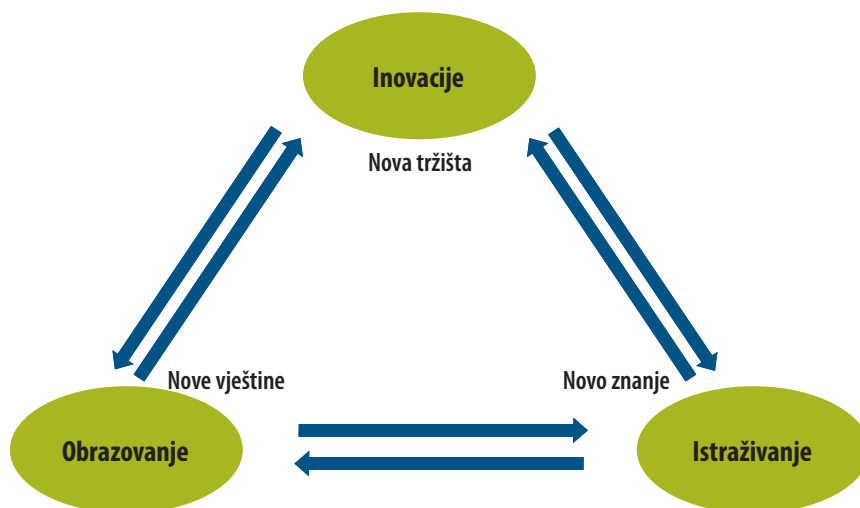 Inovacije
Nova tržišta
Nove vještine
Novo znanje
Obrazovanje
Istraživanje